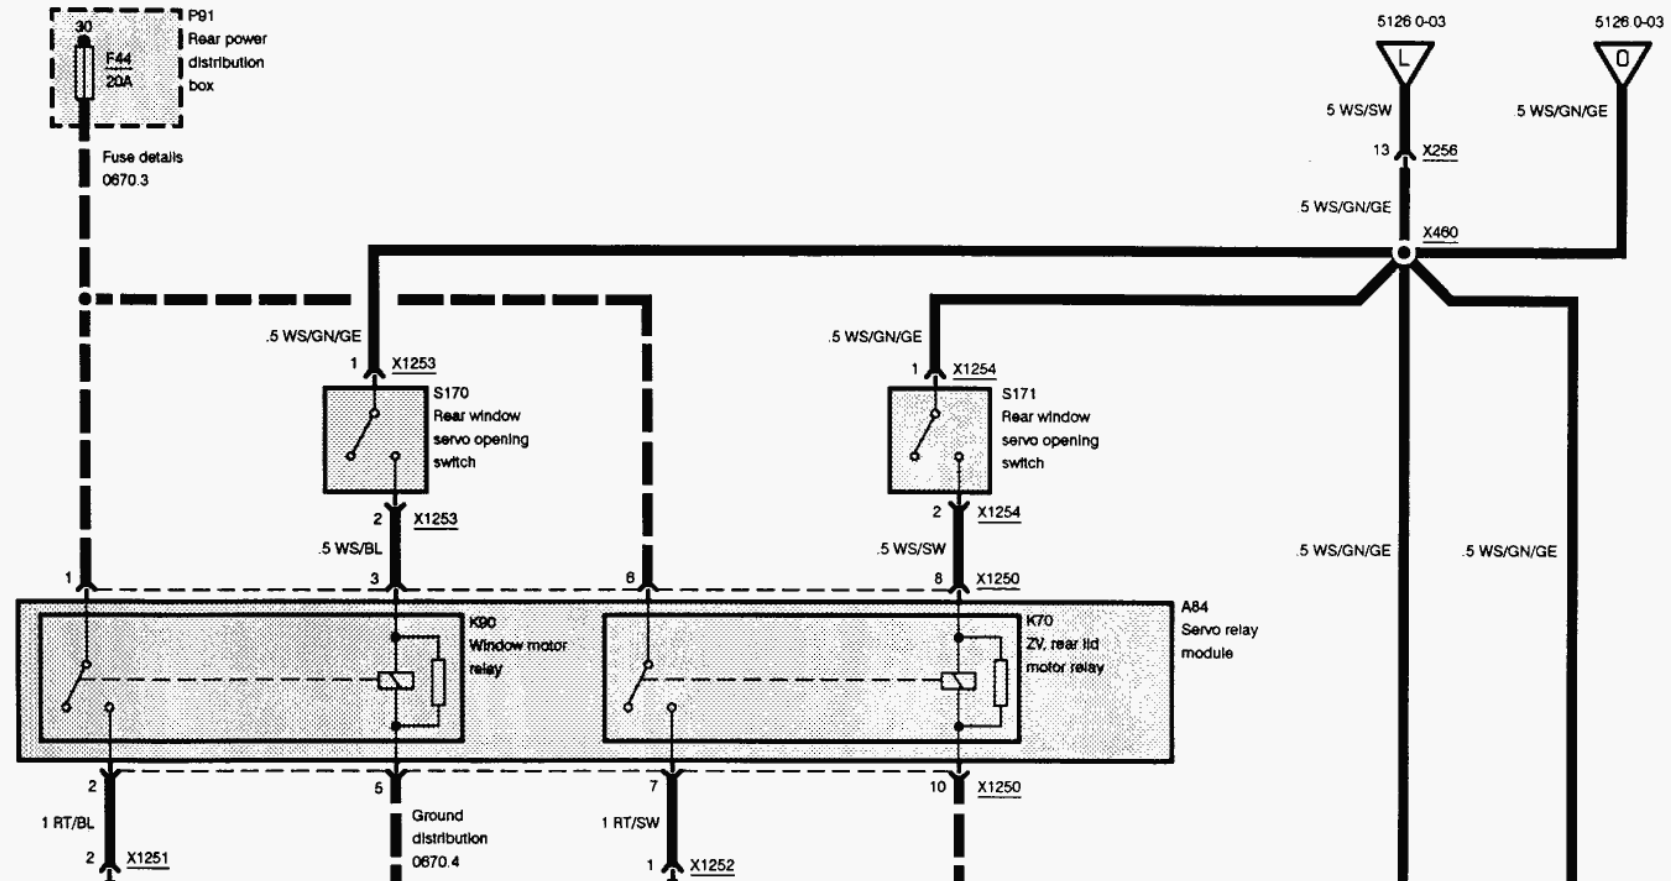 P91
Rear power
distribution
box
30
F44
20A
Fuse details
0670.3
5126 0-03
5126 0-03
L
O
.5 WS/SW
.5 WS/GN/GE
13 X256
.5 WS/GN/GE
X460
.5 WS/GN/GE
.5 WS/GN/GE
1 X1253
1 X1254
S170
Rear window
servo opening
switch
S171
Rear window
servo opening
switch
2 X1253
2 X1254
.5 WS/BL
.5 WS/SW
.5 WS/GN/GE
.5 WS/GN/GE
1
3
6
8 X1250
A84
Servo relay
module
K90
Window motor
relay
K70
ZV, rear lid
motor relay
2
5
7
10 X1250
1 RT/BL
Ground
distribution
0670.4
1 RT/SW
2 X1251
1 X1252